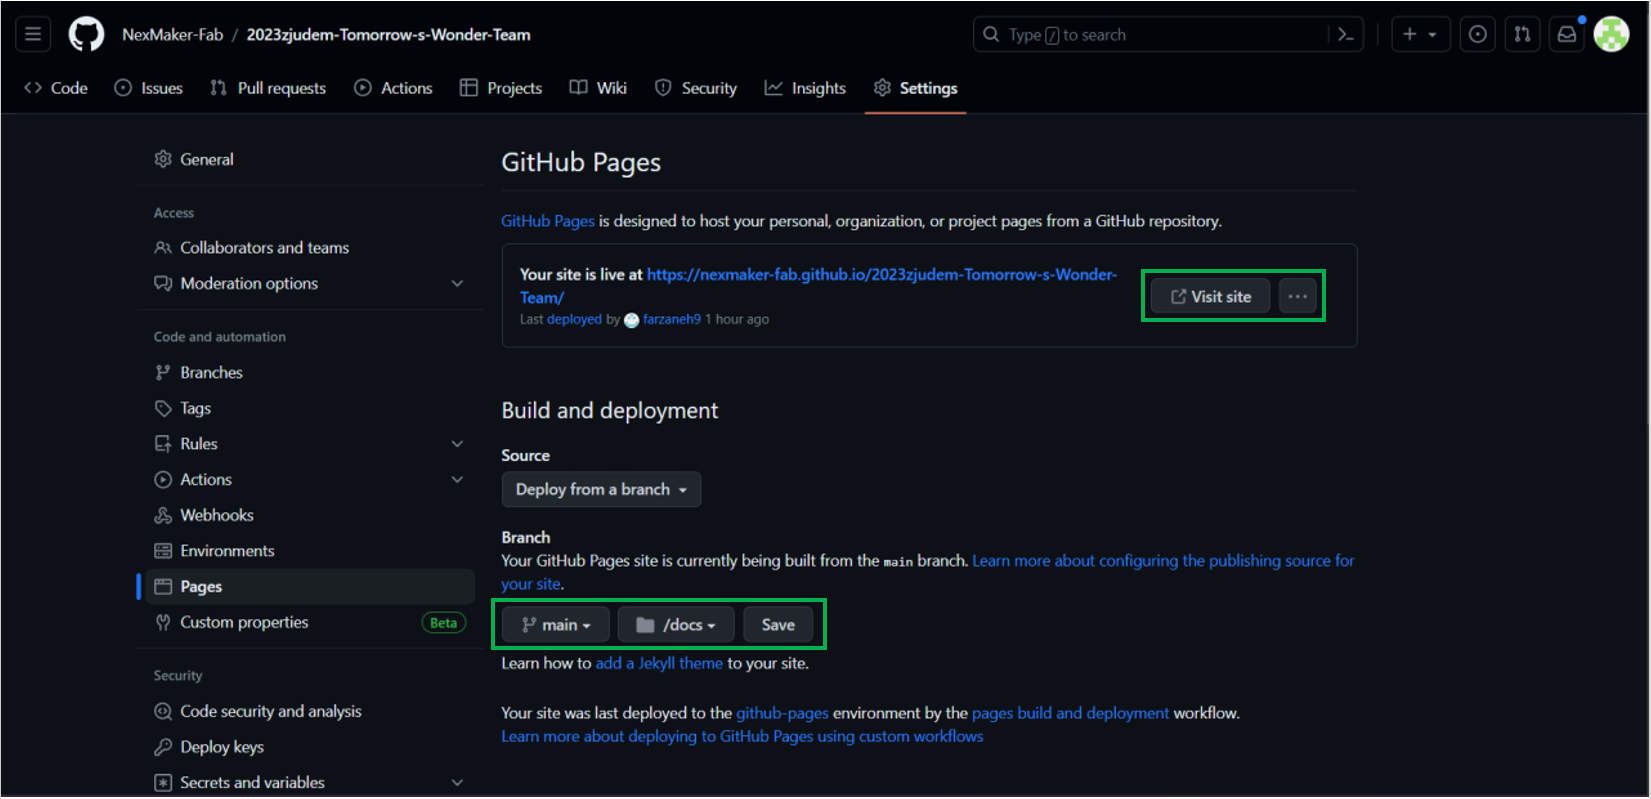 NexMaker-Fab / 2023zjudem-Tomorrow-s-Wonder-Team
Type / to search
Code Issues Pull requests Actions Projects Wiki Security Insights Settings
General
Access
Collaborators and teams
Moderation options
Code and automation
Branches
Tags
Rules
Actions
Webhooks
Environments
Pages
Custom properties Beta
Security
Code security and analysis
Deploy keys
Secrets and variables
GitHub Pages
GitHub Pages is designed to host your personal, organization, or project pages from a GitHub repository.
Your site is live at https://nexmaker-fab.github.io/2023zjudem-Tomorrow-s-Wonder-
Team/
Last deployed by farzaneh9 1 hour ago
Visit site
Build and deployment
Source
Deploy from a branch
Branch
Your GitHub Pages site is currently being built from the main branch. Learn more about configuring the publishing source for
your site.
main /docs Save
Learn how to add a Jekyll theme to your site.
Your site was last deployed to the github-pages environment by the pages build and deployment workflow.
Learn more about deploying to GitHub Pages using custom workflows